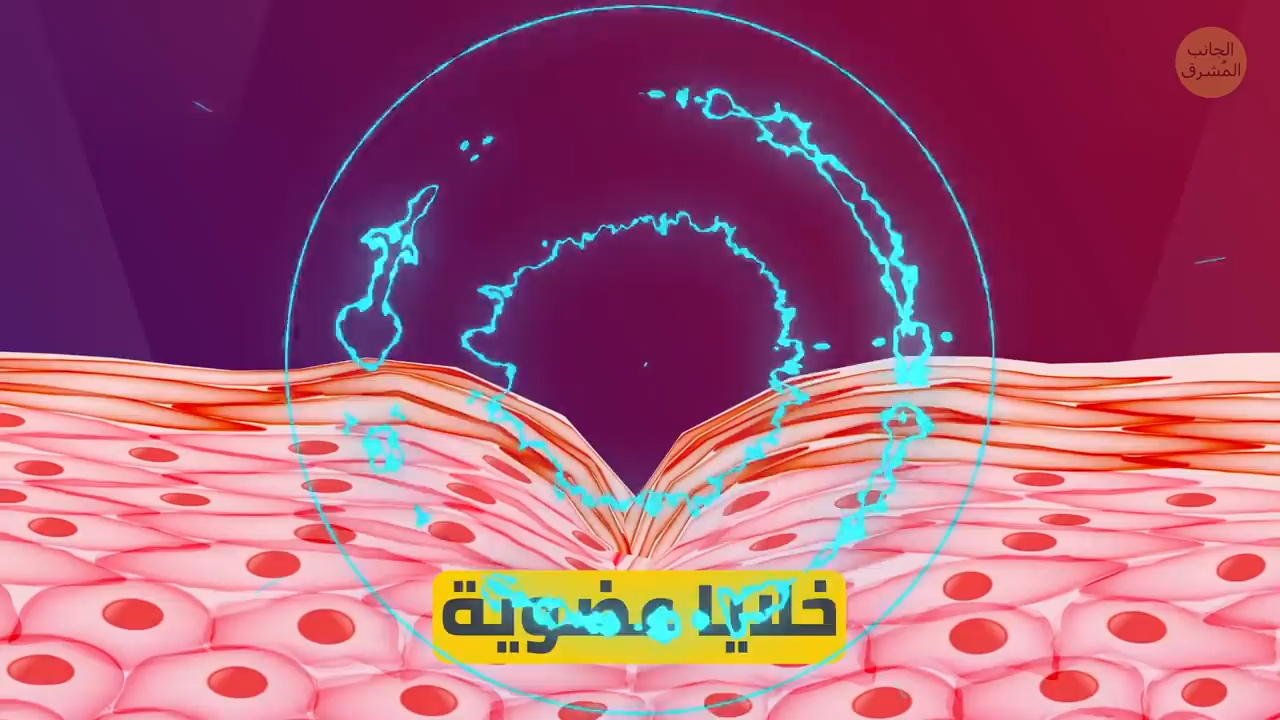 الجانب
المُشرق
خلايا عضوية